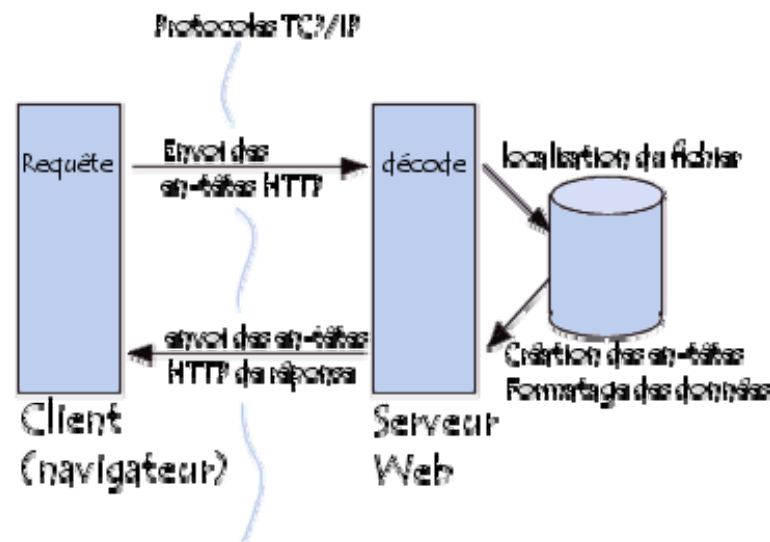 Protocoles TCP/IP
Requête
Envoi des
en-têtes HTTP
décode
localisation du fichier
envoi des en-têtes
HTTP de réponse
Création des en-têtes
Formatage des données
Client
(navigateur)
Serveur
Web